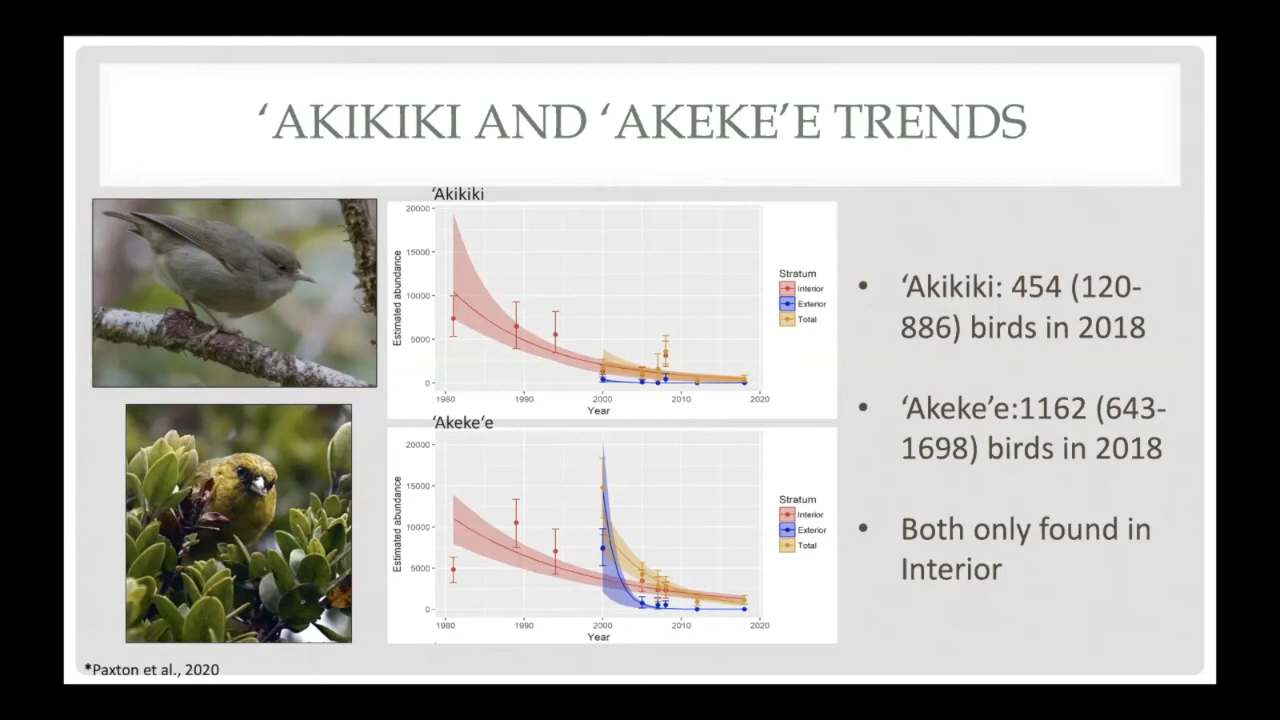 ‘AKIKIKI AND ‘AKEKE’E TRENDS
‘Akikiki
20000
15000
10000
5000
0
Estimated abundance
1980
1990
2000
2010
2020
Year
Stratum
Interior
Exterior
Total
‘Akeke‘e
20000
15000
10000
5000
0
Estimated abundance
1980
1990
2000
2010
2020
Year
Stratum
Interior
Exterior
Total
• ‘Akikiki: 454 (120-
886) birds in 2018
• ‘Akeke’e:1162 (643-
1698) birds in 2018
• Both only found in
Interior
*Paxton et al., 2020